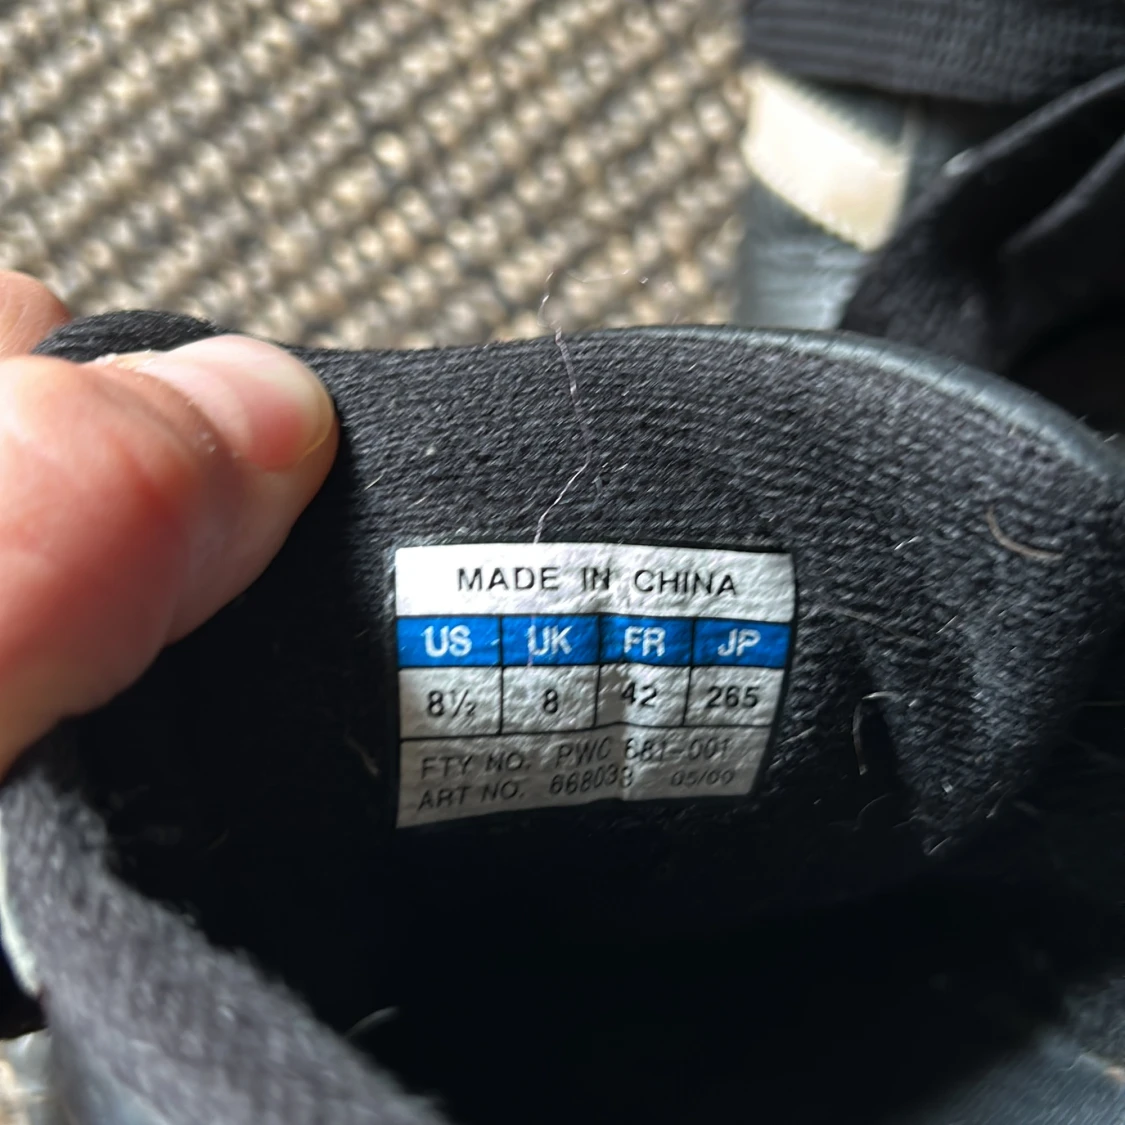 MADE IN CHINA
US UK FR JP
8½ 8 42 265
FTY NO. PWC 681-001
ART NO. 668033 05/00